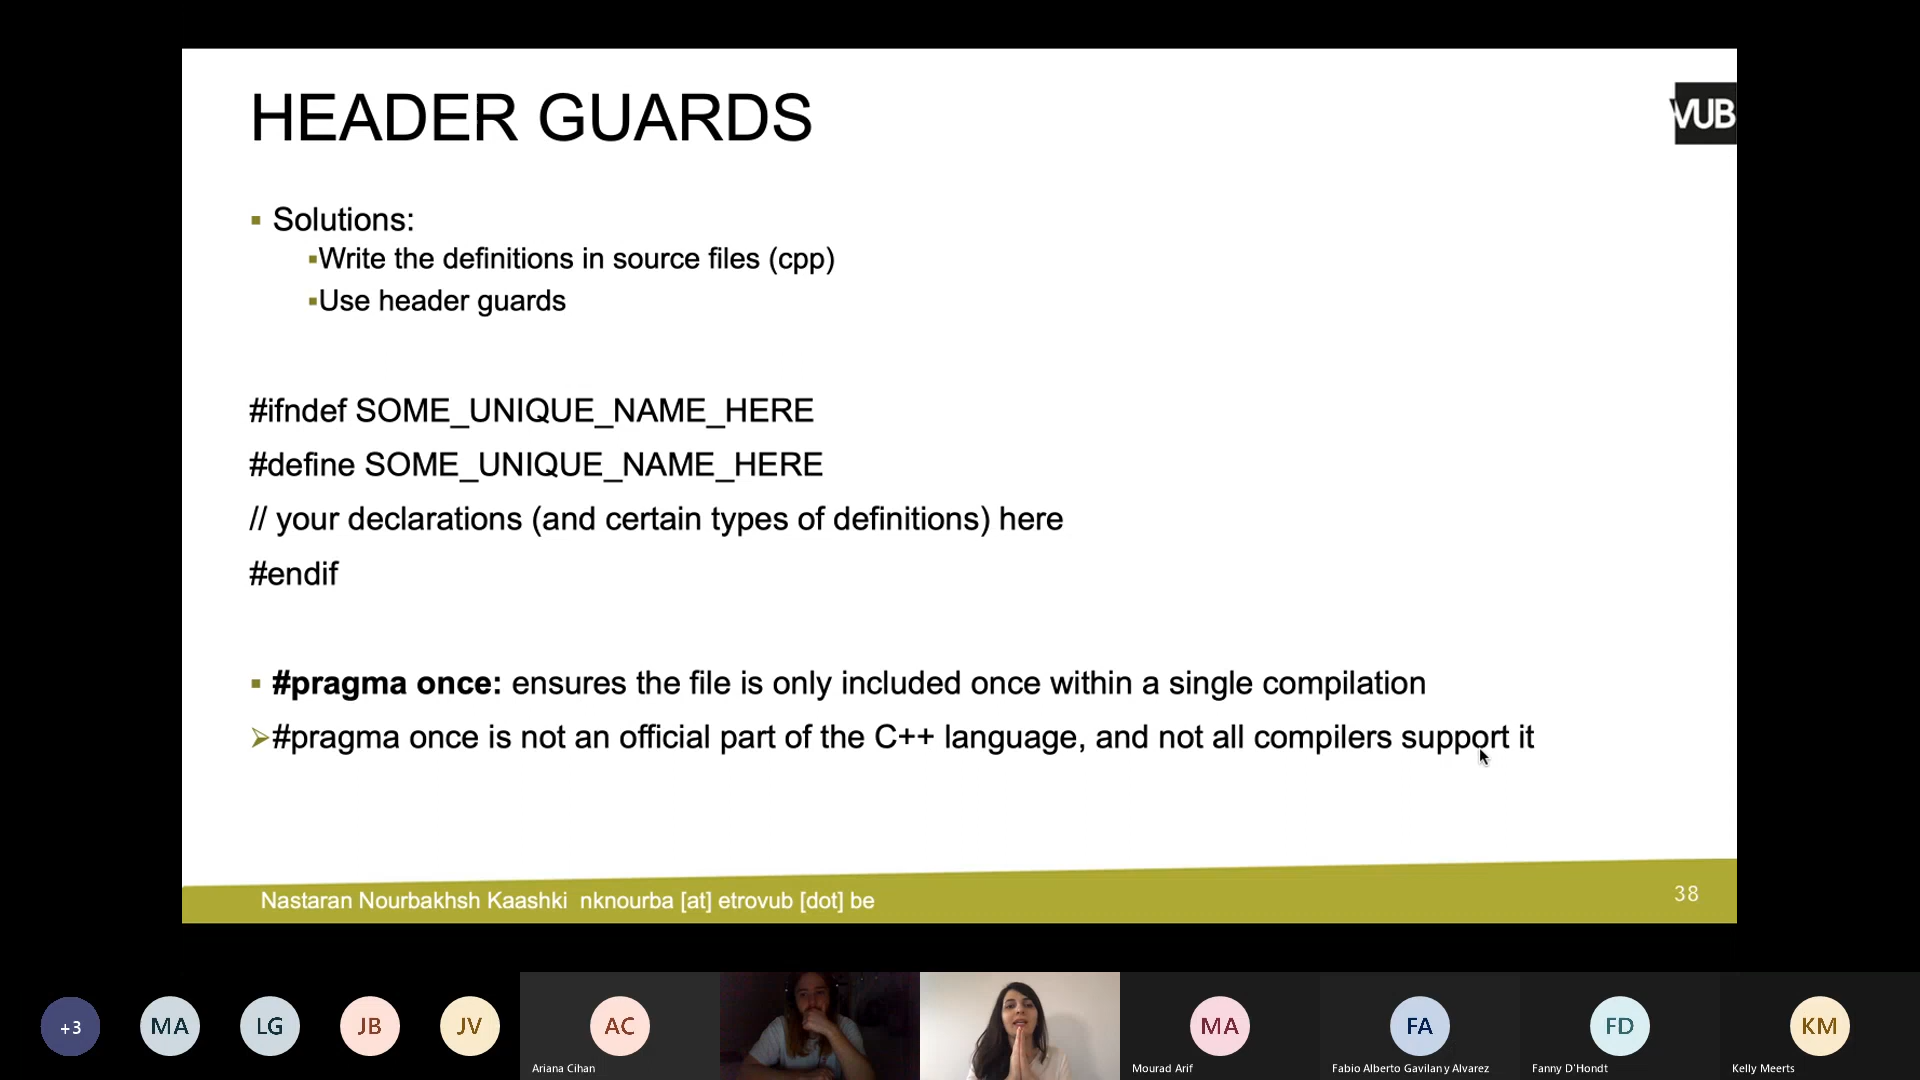 HEADER GUARDS
VUB
▪ Solutions:
▪Write the definitions in source files (cpp)
▪Use header guards
#ifndef SOME_UNIQUE_NAME_HERE
#define SOME_UNIQUE_NAME_HERE
// your declarations (and certain types of definitions) here
#endif
▪ #pragma once: ensures the file is only included once within a single compilation
➢#pragma once is not an official part of the C++ language, and not all compilers support it
Nastaran Nourbakhsh Kaashki nknourba [at] etrovub [dot] be
38
+3
MA
LG
JB
JV
AC
MA
FA
FD
KM
Ariana Cihan
Mourad Arif
Fabio Alberto Gavilan y Alvarez
Fanny D'Hondt
Kelly Meerts